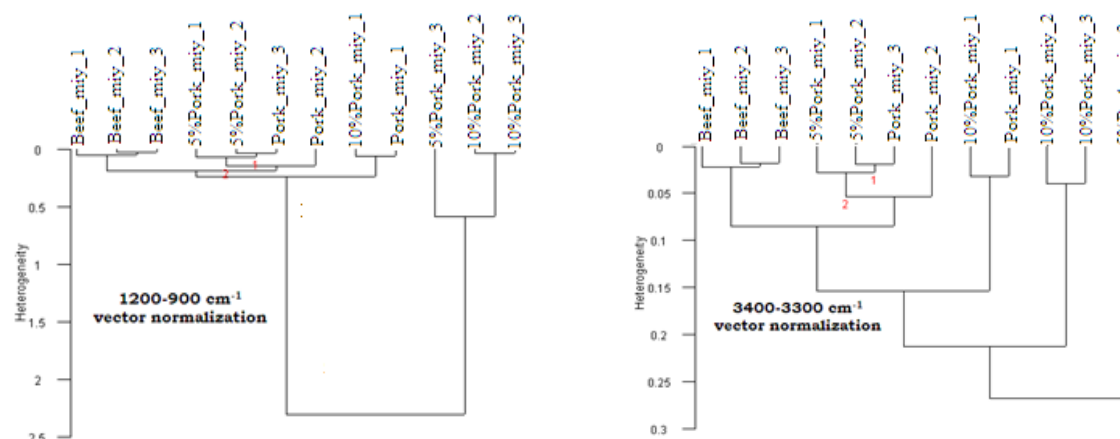 Beef_miy_1
Beef_miy_2
Beef_miy_3
5%Pork_miy_1
5%Pork_miy_2
Pork_miy_3
Pork_miy_2
10%Pork_miy_1
Pork_miy_1
5%Pork_miy_3
10%Pork_miy_2
10%Pork_miy_3
0
0.5
1
1.5
2
2.5
Heterogeneity
1
2
1200-900 cm-1
vector normalization
Beef_miy_1
Beef_miy_2
Beef_miy_3
5%Pork_miy_1
5%Pork_miy_2
Pork_miy_3
Pork_miy_2
10%Pork_miy_1
Pork_miy_1
10%Pork_miy_2
10%Pork_miy_3
0
0.05
0.1
0.15
0.2
0.25
0.3
Heterogeneity
1
2
3400-3300 cm-1
vector normalization